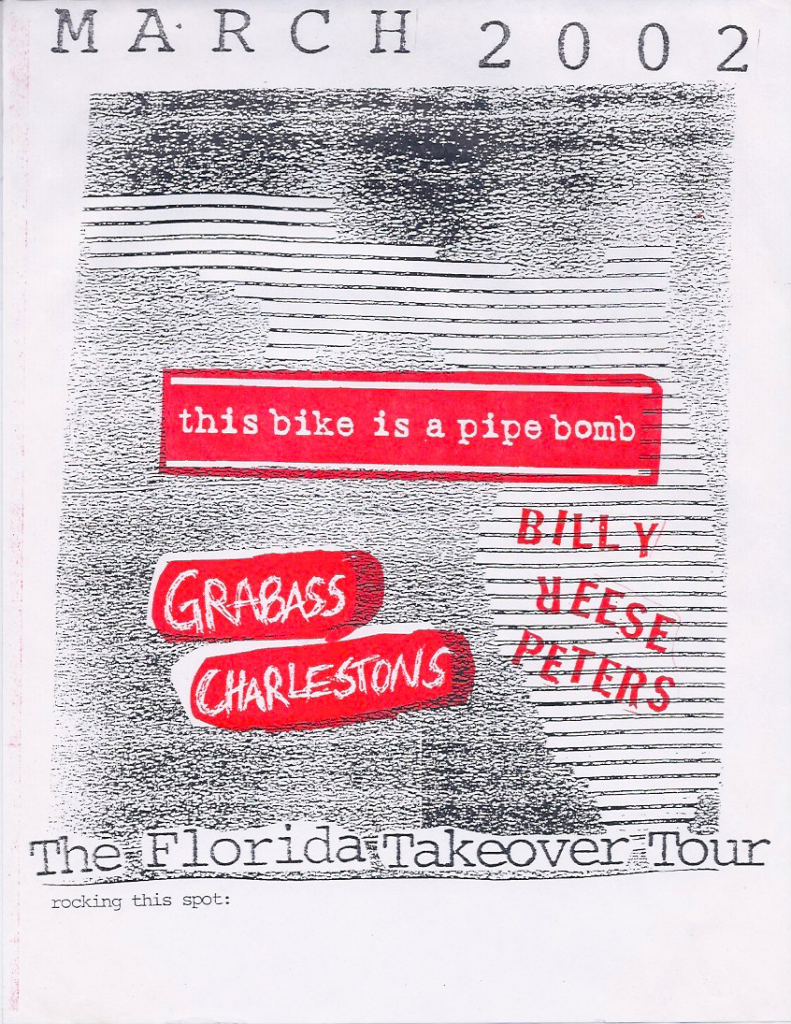 MARCH 2002
this bike is a pipe bomb
BILLY
REESE
PETERS
GRABASS
CHARLESTONS
The Florida Takeover Tour
rocking this spot: